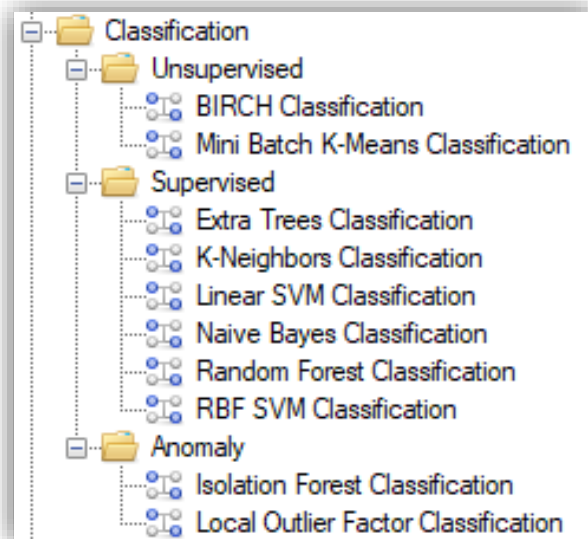 Classification
Unsupervised
BIRCH Classification
Mini Batch K-Means Classification
Supervised
Extra Trees Classification
K-Neighbors Classification
Linear SVM Classification
Naive Bayes Classification
Random Forest Classification
RBF SVM Classification
Anomaly
Isolation Forest Classification
Local Outlier Factor Classification